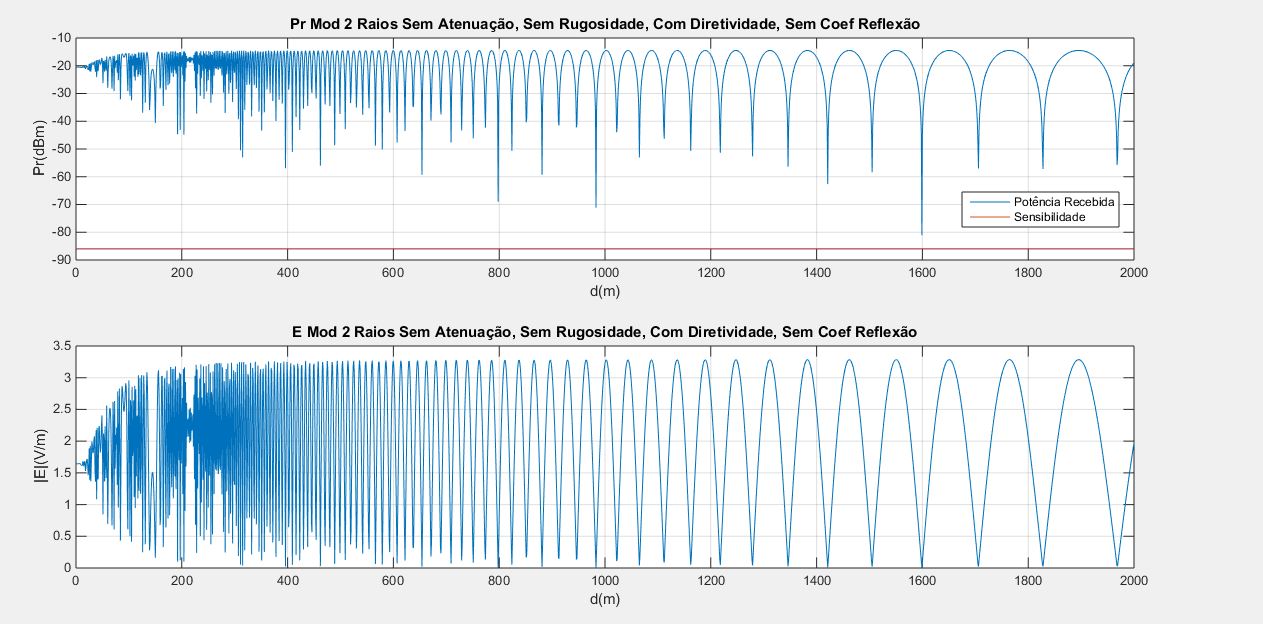 Pr Mod 2 Raios Sem Atenuação, Sem Rugosidade, Com Diretividade, Sem Coef Reflexão
-10
-20
-30
-40
-50
-60
-70
-80
-90
Pr(dBm)
Potência Recebida
Sensibilidade
0 200 400 600 800 1000 1200 1400 1600 1800 2000
d(m)
E Mod 2 Raios Sem Atenuação, Sem Rugosidade, Com Diretividade, Sem Coef Reflexão
3.5
3
2.5
2
1.5
1
0.5
0
|E|(V/m)
0 200 400 600 800 1000 1200 1400 1600 1800 2000
d(m)